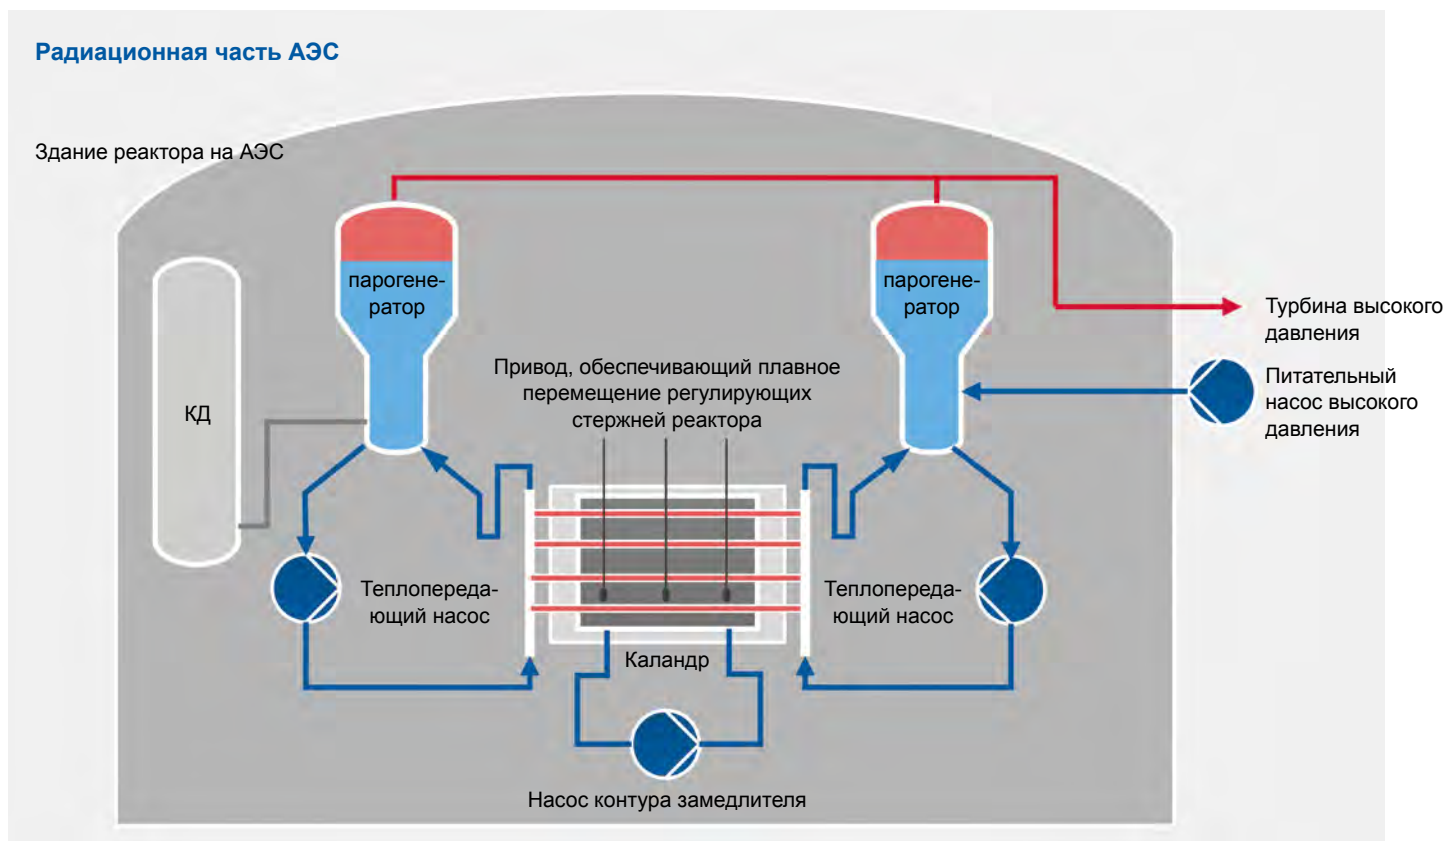 Радиационная часть АЭС
Здание реактора на АЭС
парогене-
ратор
парогене-
ратор
Турбина высокого
давления
Привод, обеспечивающий плавное
перемещение регулирующих
стержней реактора
Питательный
насос высокого
давления
КД
Теплопереда-
ющий насос
Теплопереда-
ющий насос
Каландр
Насос контура замедлителя